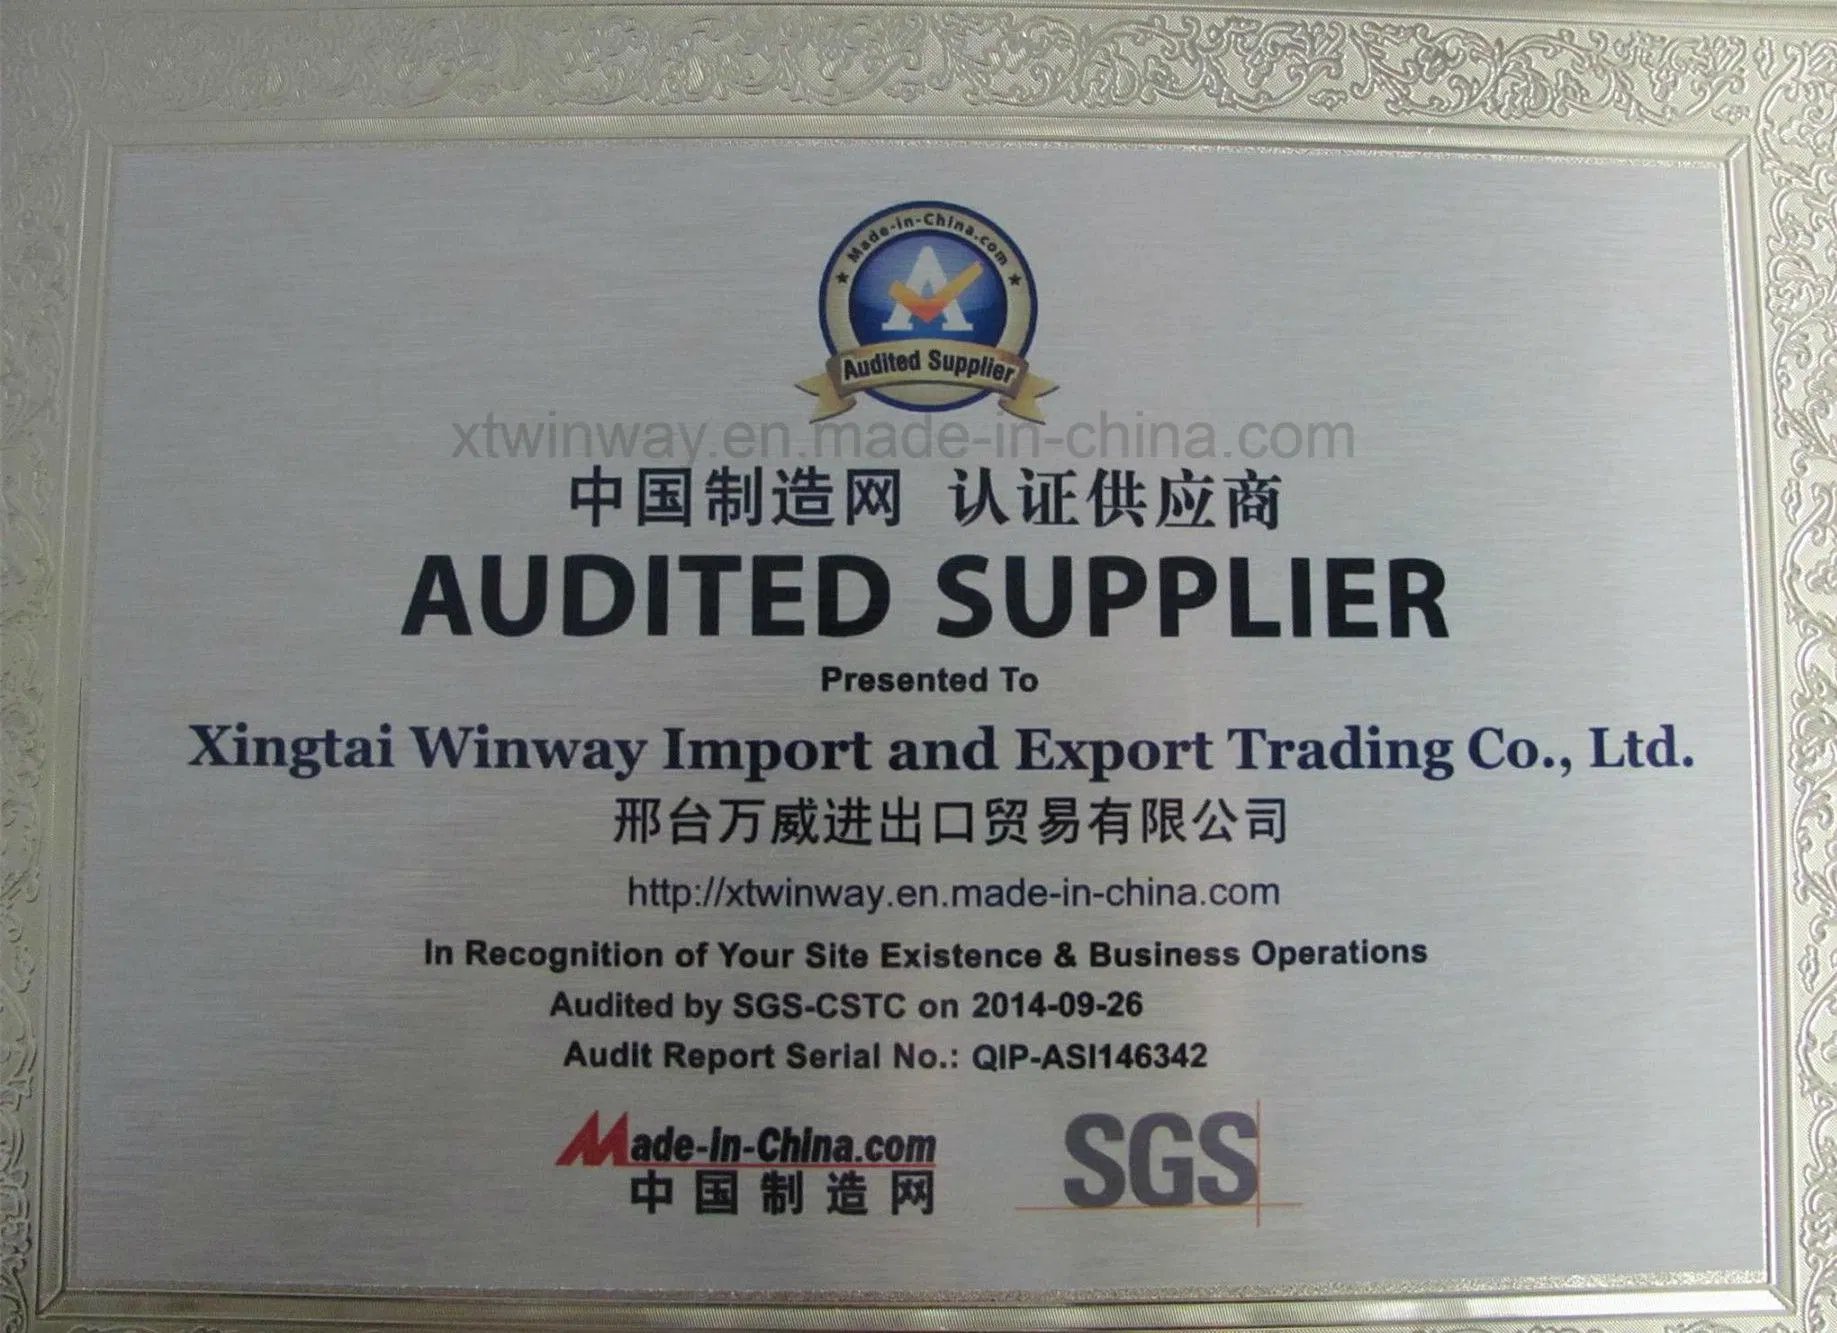 Made-in-China.com
Audited Supplier
xtwinway.en.made-in-china.com
中国制造网 认证供应商
AUDITED SUPPLIER
Presented To
Xingtai Winway Import and Export Trading Co., Ltd.
邢台万威进出口贸易有限公司
http://xtwinway.en.made-in-china.com
In Recognition of Your Site Existence & Business Operations
Audited by SGS-CSTC on 2014-09-26
Audit Report Serial No.: QIP-ASI146342
Made-in-China.com
中国制造网
SGS